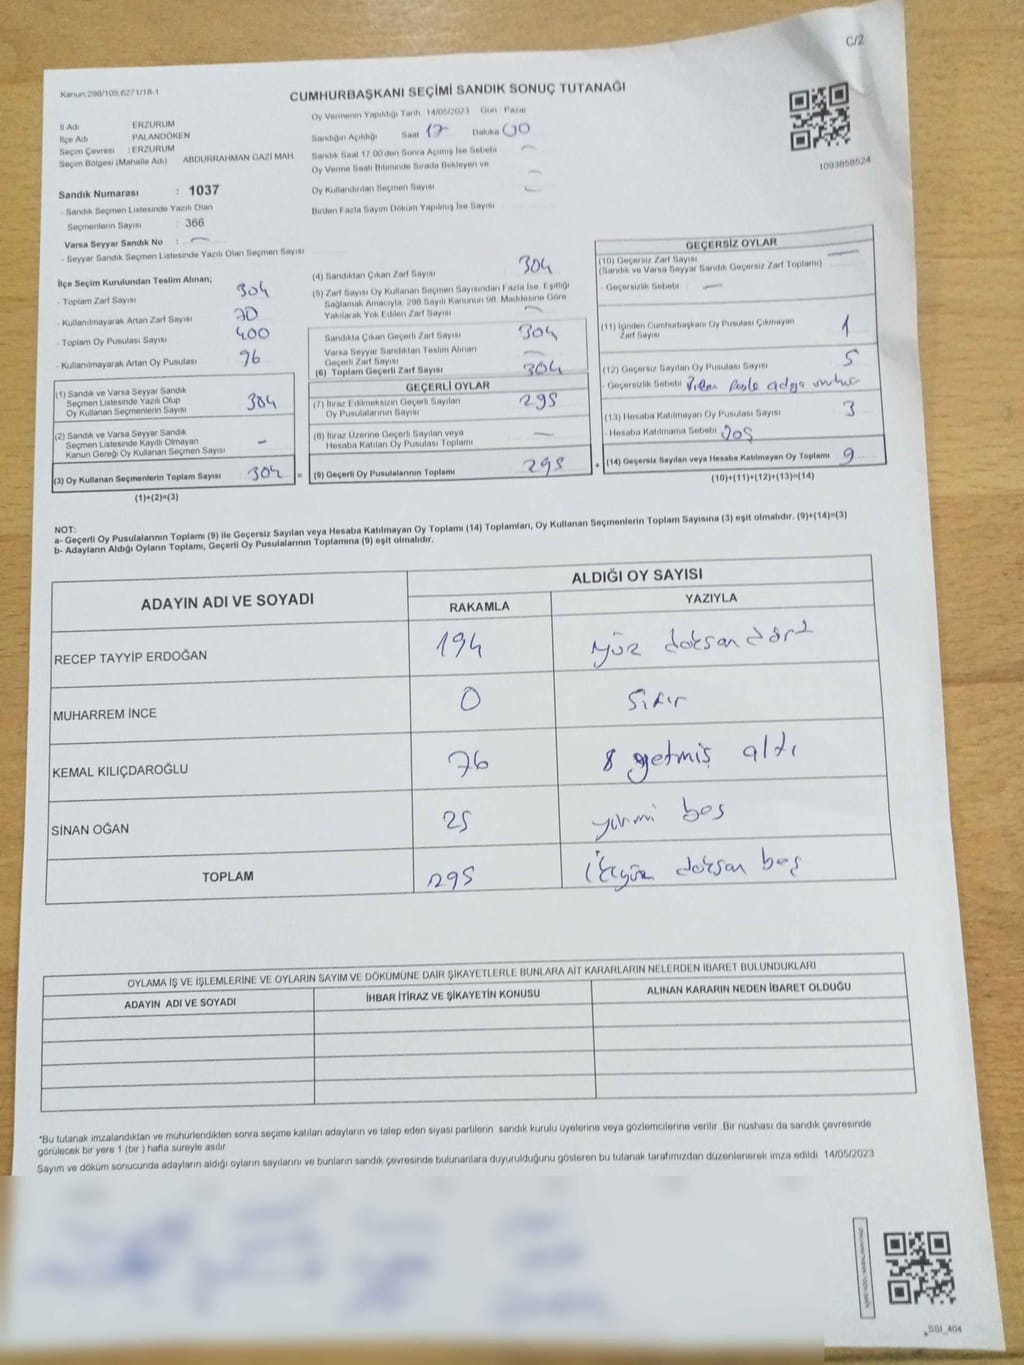 C/2
Kanun:298/105,6271/18-1
CUMHURBAŞKANI SEÇİMİ SANDIK SONUÇ TUTANAĞI
İl Adı ERZURUM
İlçe Adı PALANDÖKEN
Seçim Çevresi : ERZURUM
Seçim Bölgesi (Mahalle Adı) ABDURRAHMAN GAZİ MAH.
Sandık Numarası : 1037
- Sandık Seçmen Listesinde Yazılı Olan
Seçmenlerin Sayısı : 366
Varsa Seyyar Sandık No :
- Seyyar Sandık Seçmen Listesinde Yazılı Olan Seçmen Sayısı
Oy Vermenin Yapıldığı Tarih 14/05/2023 Gün Pazar
Sandığın Açıldığı Saat 17 Dakika 00
Sandık Saat 17.00'den Sonra Açımış İse Sebebi
Oy Verme Saati Bitiminde Sırada Bekleyen ve
Oy Kullandırılan Seçmen Sayısı
Birden Fazla Sayım Döküm Yapılmış İse Sayısı
1093858524
İlçe Seçim Kurulundan Teslim Alınan;
- Toplam Zarf Sayısı 304
- Kullanılmayarak Artan Zarf Sayısı
- Toplam Oy Pusulası Sayısı 400
- Kullanılmayarak Artan Oy Pusulası 96
(1) Sandık ve Varsa Seyyar Sandık
Seçmen Listesinde Yazılı Olup
Oy Kullanan Seçmenlerin Sayısı 304
(2) Sandık ve Varsa Seyyar Sandık
Seçmen Listesinde Kayıtlı Olmayan
Kanun Gereği Oy Kullanan Seçmen Sayısı -
(3) Oy Kullanan Seçmenlerin Toplam Sayısı 304 =
(1)+(2)=(3)
(4) Sandıktan Çıkan Zarf Sayısı 304
(5) Zarf Sayısı Oy Kullanan Seçmen Sayısından Fazla İse, Eşitliği
Sağlamak Amacıyla, 298 Sayılı Kanunun 98. Maddesine Göre
Yakılarak Yok Edilen Zarf Sayısı
Sandıkta Çıkan Geçerli Zarf Sayısı 304
Varsa Seyyar Sandıktan Teslim Alınan
Geçerli Zarf Sayısı
(6) Toplam Geçerli Zarf Sayısı 304
GEÇERLİ OYLAR
(7) İtiraz Edilmeksizin Geçerli Sayılan
Oy Pusulalarının Sayısı 295
(8) İtiraz Üzerine Geçerli Sayılan veya
Hesaba Katılan Oy Pusulası Toplamı —
(9) Geçerli Oy Pusulalarının Toplamı 295 +
GEÇERSİZ OYLAR
(10) Geçersiz Zarf Sayısı —
(Sandık ve Varsa Seyyar Sandık Geçersiz Zarf Toplamı)
- Geçersizlik Sebebi —
(11) İçinden Cumhurbaşkanı Oy Pusulası Çıkmayan
Zarf Sayısı 1
(12) Geçersiz Sayılan Oy Pusulası Sayısı 5
- Geçersizlik Sebebi
(13) Hesaba Katılmayan Oy Pusulası Sayısı 3
- Hesaba Katılmama Sebebi boş
(14) Geçersiz Sayılan veya Hesaba Katılmayan Oy Toplamı 9
(10)+(11)+(12)+(13)=(14)
NOT:
a- Geçerli Oy Pusulalarının Toplamı (9) ile Geçersiz Sayılan veya Hesaba Katılmayan Oy Toplamı (14) Toplamları, Oy Kullanan Seçmenlerin Toplam Sayısına (3) eşit olmalıdır. (9)+(14)=(3)
b- Adayların Aldığı Oyların Toplamı, Geçerli Oy Pusulalarının Toplamına (9) eşit olmalıdır.
ADAYIN ADI VE SOYADI ALDIĞI OY SAYISI
RAKAMLA YAZIYLA
RECEP TAYYİP ERDOĞAN 194 yüz doksan dört
MUHARREM İNCE 0 Sıfır
KEMAL KILIÇDAROĞLU 76 yetmiş altı
SİNAN OĞAN 25 yirmi beş
TOPLAM 295 ikiyüz doksan beş
OYLAMA İŞ VE İŞLEMLERİNE VE OYLARIN SAYIM VE DÖKÜMÜNE DAİR ŞİKAYETLERLE BUNLARA AİT KARARLARIN NELERDEN İBARET BULUNDUKLARI
ADAYIN ADI VE SOYADI İHBAR İTİRAZ VE ŞİKAYETİN KONUSU ALINAN KARARIN NEDEN İBARET OLDUĞU
*Bu tutanak imzalandıktan ve mühürlendikten sonra seçime katılan adayların ve talep eden siyasi partilerin sandık kurulu üyelerine veya gözlemcilerine verilir .Bir nüshası da sandık çevresinde
görülecek bir yere 1 (bir ) hafta süreyle asılır
Sayım ve döküm sonucunda adayların aldığı oyların sayılarını ve bunların sandık çevresinde bulunanlara duyurulduğunu gösteren bu tutanak tarafımızdan düzenlenerek imza edildi. 14/05/2023